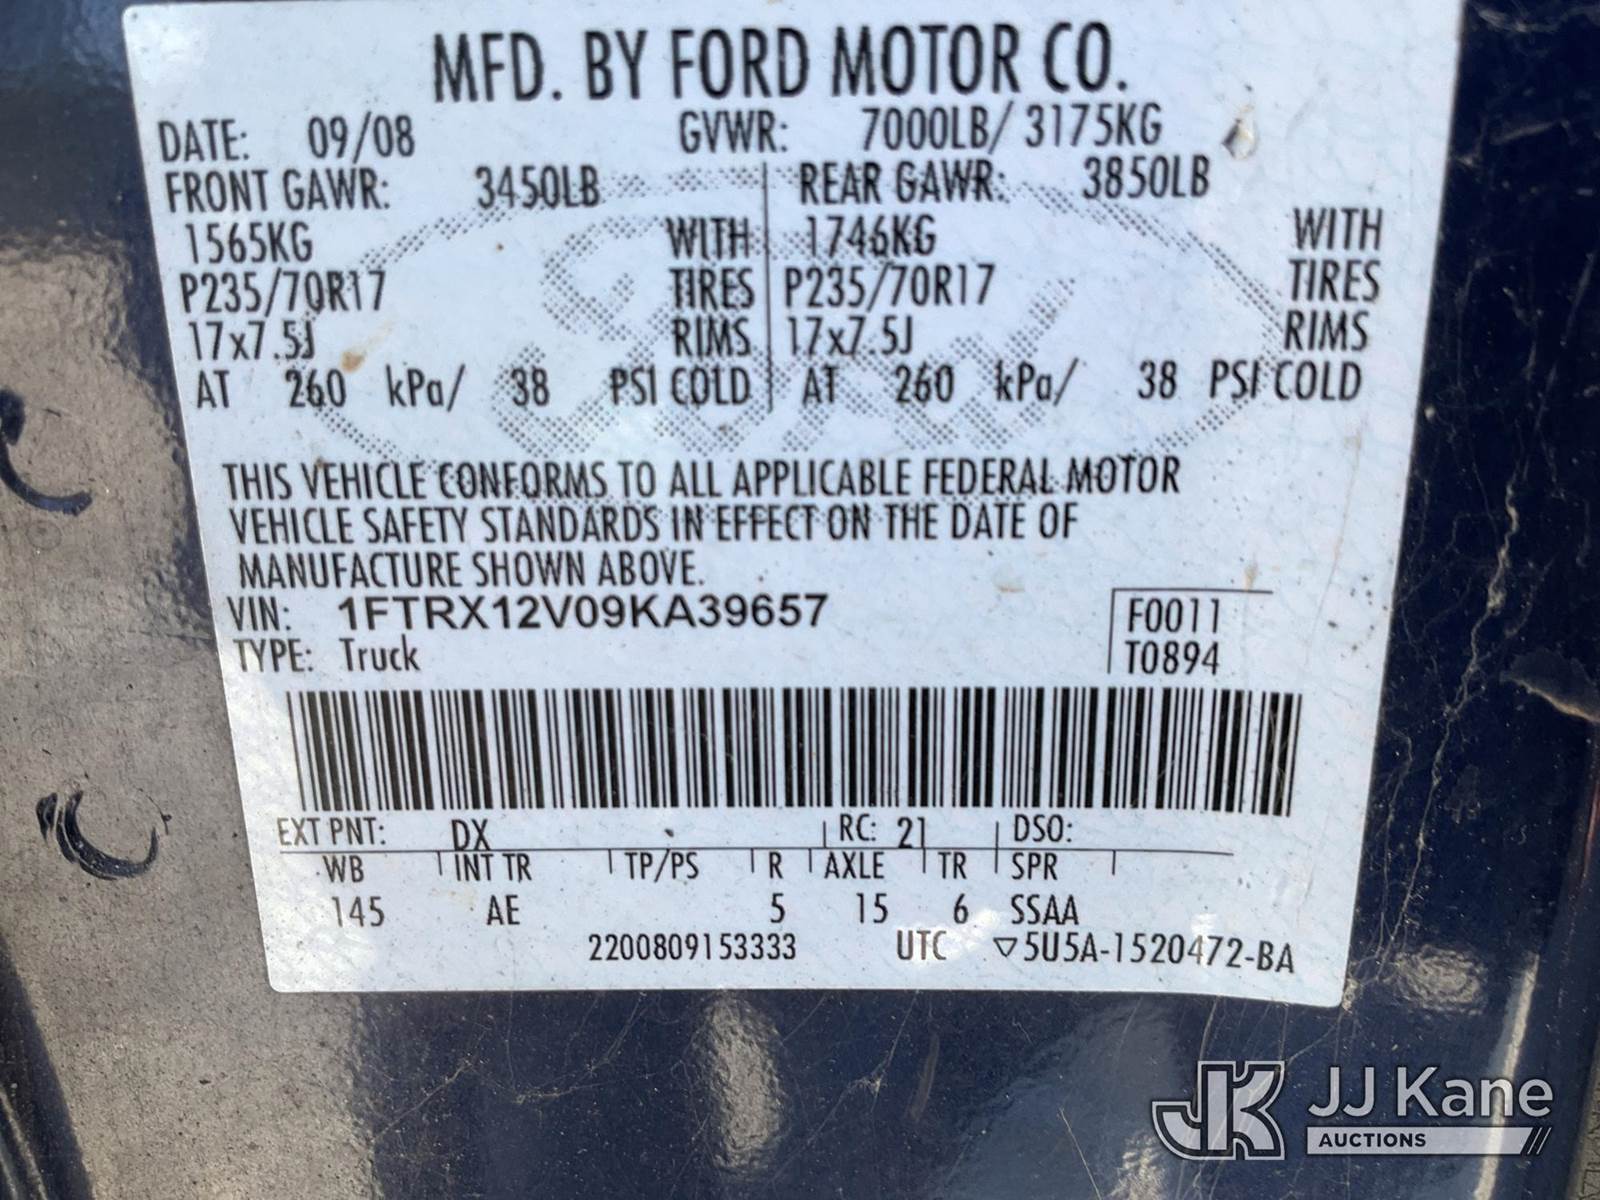 MFD. BY FORD MOTOR CO.
DATE: 09/08 GVWR: 7000LB/ 3175KG
FRONT GAWR: 3450LB REAR GAWR: 3850LB
1565KG WITH 1746KG WITH
P235/70R17 TIRES P235/70R17 TIRES
17x7.5J RIMS 17x7.5J RIMS
AT 260 kPa/ 38 PSI COLD AT 260 kPa/ 38 PSI COLD
THIS VEHICLE CONFORMS TO ALL APPLICABLE FEDERAL MOTOR
VEHICLE SAFETY STANDARDS IN EFFECT ON THE DATE OF
MANUFACTURE SHOWN ABOVE.
VIN: 1FTRX12V09KA39657 F0011
TYPE: Truck T0894
EXT PNT: DX RC: 21 DSO:
WB INT TR TP/PS R AXLE TR SPR
145 AE 5 15 6 SSAA
2200809153333 UTC ▽5U5A-1520472-BA
JK JJ Kane
AUCTIONS